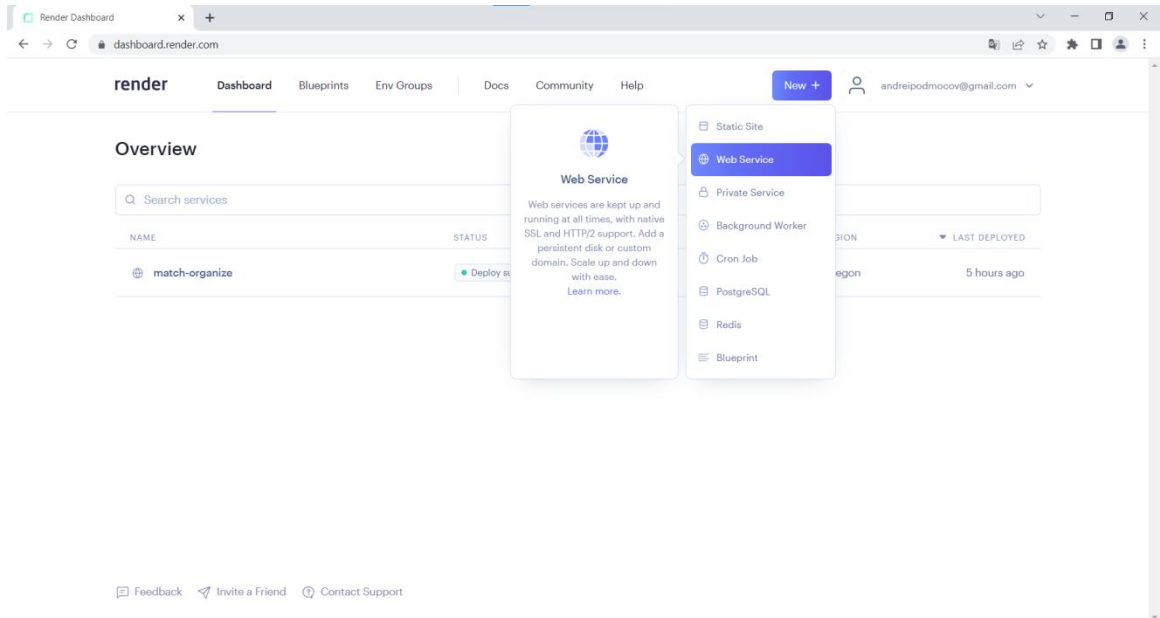 Render Dashboard
dashboard.render.com
render Dashboard Blueprints Env Groups Docs Community Help New + andreipodmocov@gmail.com
Overview
Search services
NAME STATUS GION LAST DEPLOYED
match-organize Deploy su egon 5 hours ago
Web Service
Web services are kept up and
running at all times, with native
SSL and HTTP/2 support. Add a
persistent disk or custom
domain. Scale up and down
with ease.
Learn more.
Static Site
Web Service
Private Service
Background Worker
Cron Job
PostgreSQL
Redis
Blueprint
Feedback Invite a Friend Contact Support